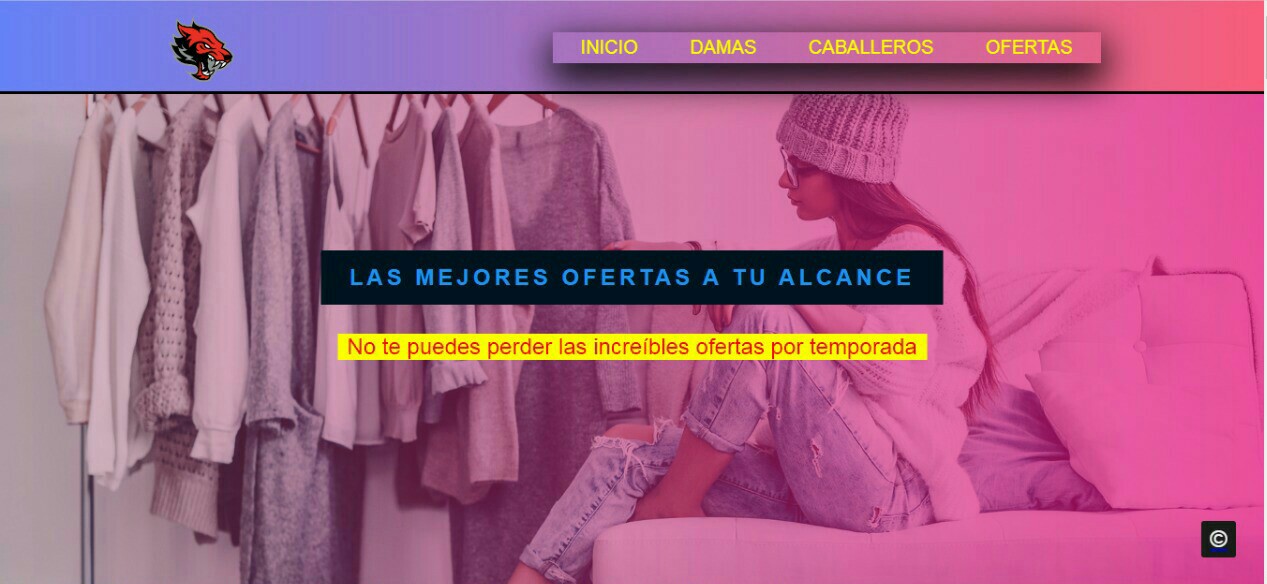 INICIO DAMAS CABALLEROS OFERTAS
LAS MEJORES OFERTAS A TU ALCANCE
No te puedes perder las increíbles ofertas por temporada
©